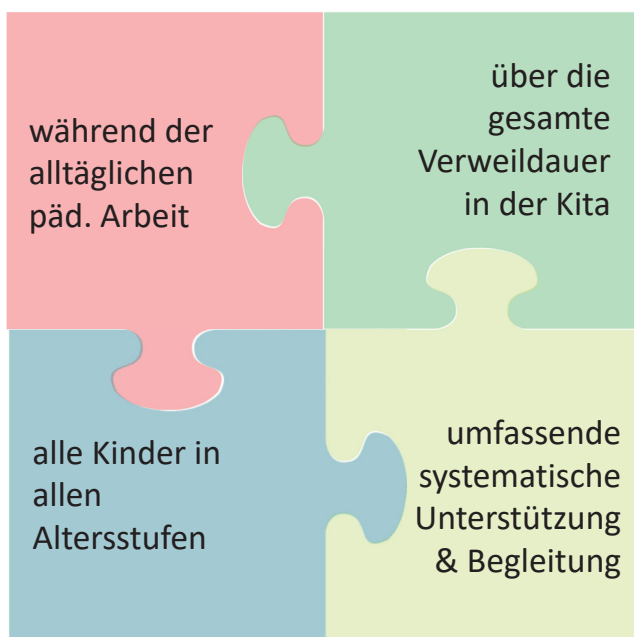 während der
alltäglichen
päd. Arbeit
über die
gesamte
Verweildauer
in der Kita
alle Kinder in
allen
Altersstufen
umfassende
systematische
Unterstützung
& Begleitung